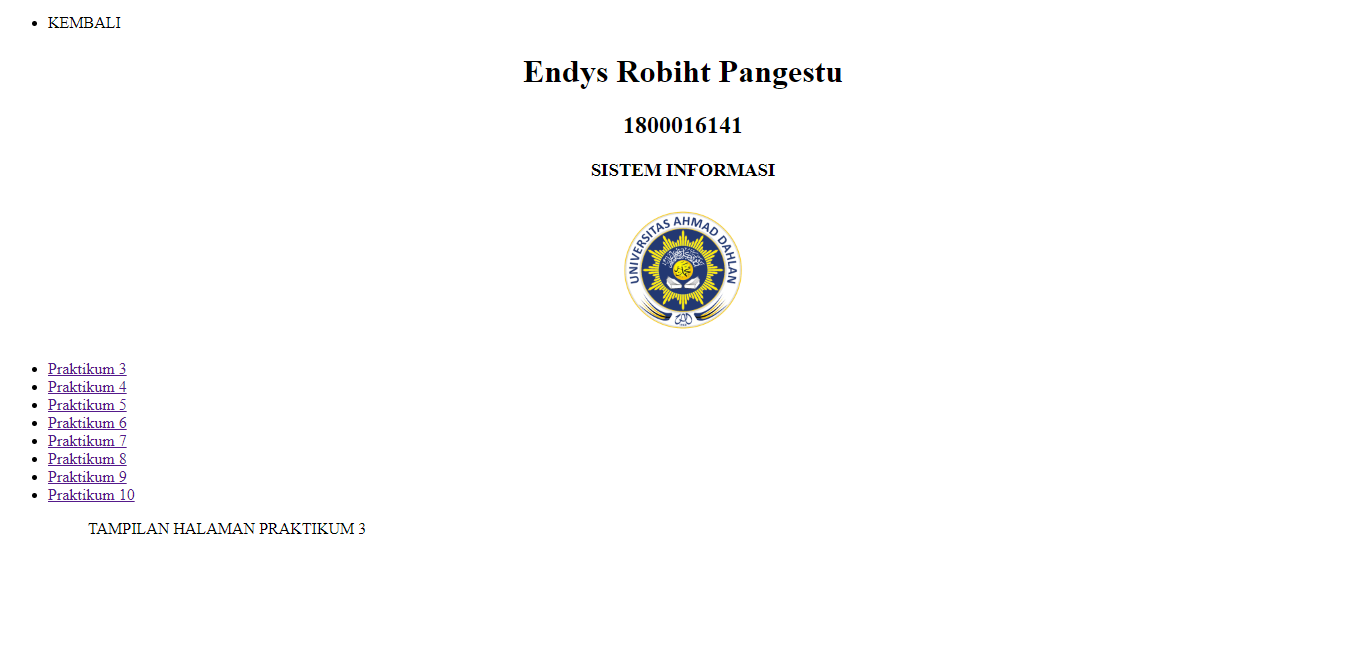 KEMBALI
Endys Robiht Pangestu
1800016141
SISTEM INFORMASI
UNIVERSITAS AHMAD DAHLAN
Praktikum 3
Praktikum 4
Praktikum 5
Praktikum 6
Praktikum 7
Praktikum 8
Praktikum 9
Praktikum 10
TAMPILAN HALAMAN PRAKTIKUM 3